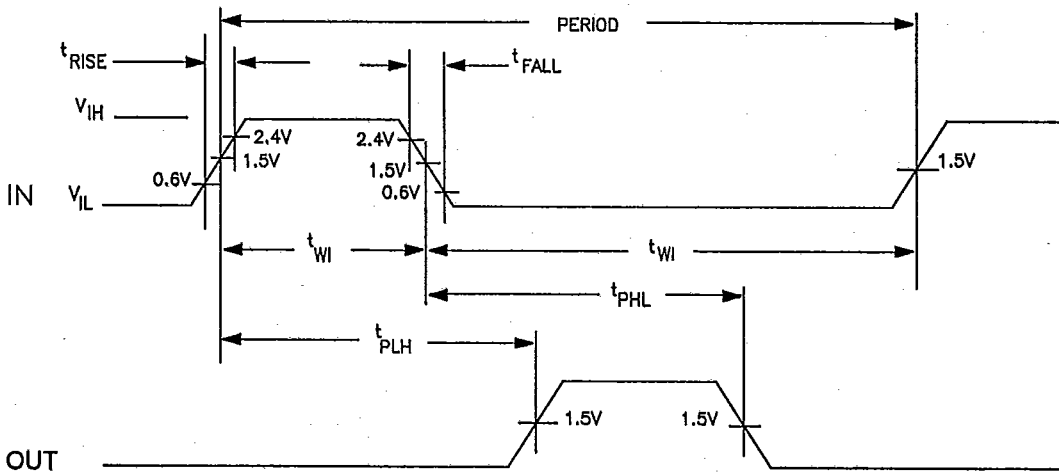 PERIOD
tRISE
tFALL
VIH
2.4V
2.4V
1.5V
1.5V
1.5V
0.6V
0.6V
IN
VIL
tWI
tWI
tPHL
tPLH
1.5V
1.5V
OUT